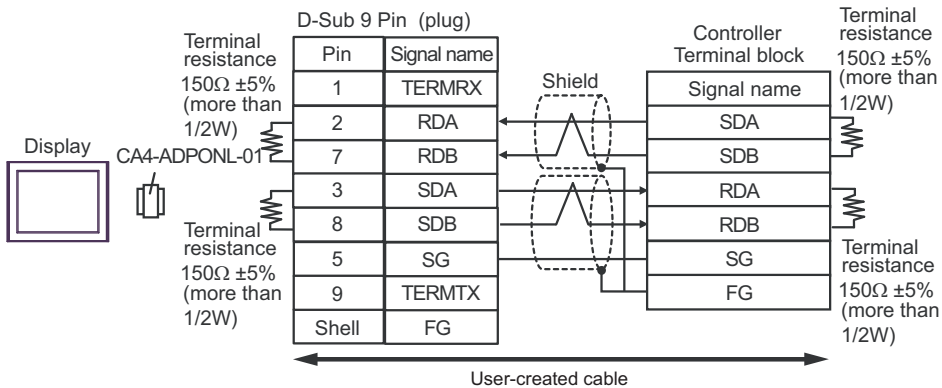 D-Sub 9 Pin (plug)
Terminal
resistance
150Ω ±5%
(more than
1/2W)
Display
CA4-ADPONL-01
Terminal
resistance
150Ω ±5%
(more than
1/2W)
Pin Signal name
1 TERMRX
2 RDA
7 RDB
3 SDA
8 SDB
5 SG
9 TERMTX
Shell FG
Shield
Controller
Terminal block
Signal name
SDA
SDB
RDA
RDB
SG
FG
Terminal
resistance
150Ω ±5%
(more than
1/2W)
Terminal
resistance
150Ω ±5%
(more than
1/2W)
User-created cable